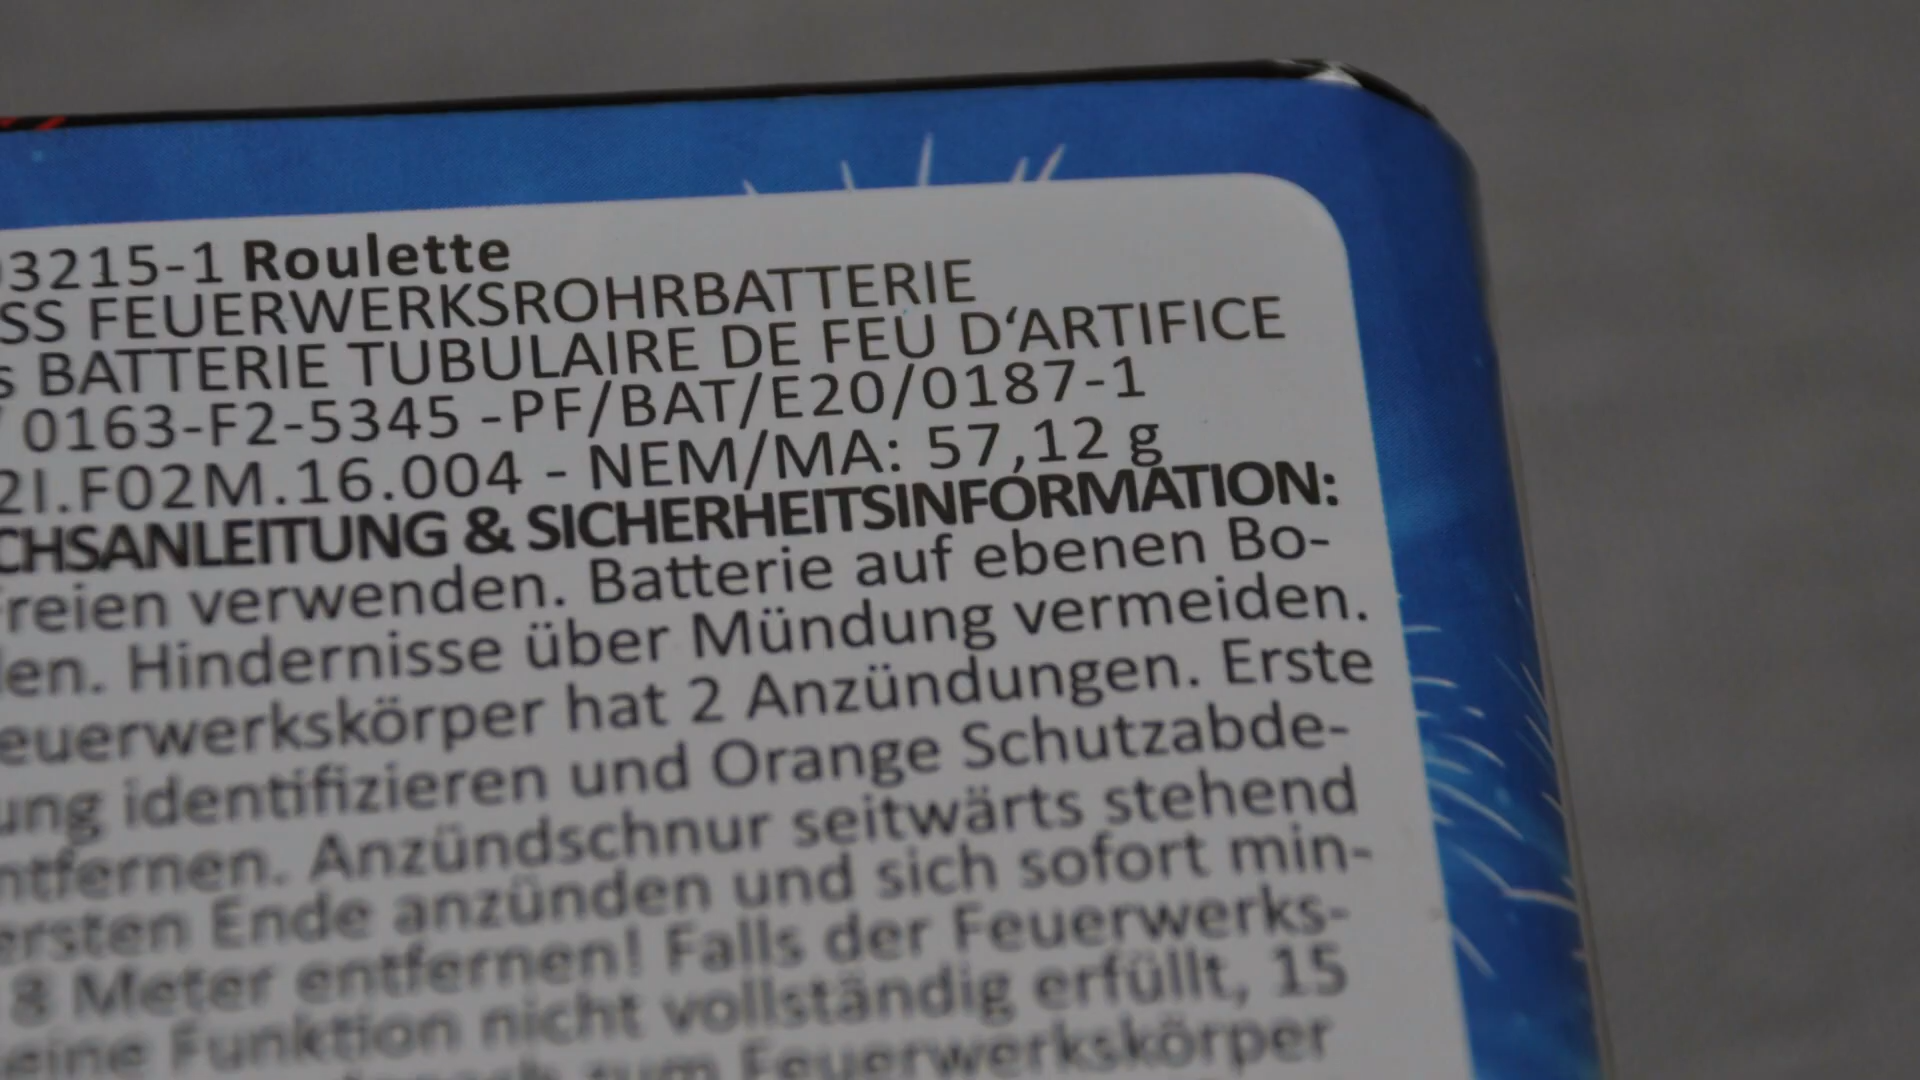 3215-1 Roulette
SS FEUERWERKSROHRBATTERIE
s BATTERIE TUBULAIRE DE FEU D‘ARTIFICE
/ 0163-F2-5345 -PF/BAT/E20/0187-1
2I.F02M.16.004 - NEM/MA: 57,12 g
CHSANLEITUNG & SICHERHEITSINFORMATION:
reien verwenden. Batterie auf ebenen Bo-
en. Hindernisse über Mündung vermeiden.
euerwerkskörper hat 2 Anzündungen. Erste
ung identifizieren und Orange Schutzabde-
ntfernen. Anzündschnur seitwärts stehend
ersten Ende anzünden und sich sofort min-
8 Meter entfernen! Falls der Feuerwerks-
eine Funktion nicht vollständig erfüllt, 15
zum Feuerwerkskörper